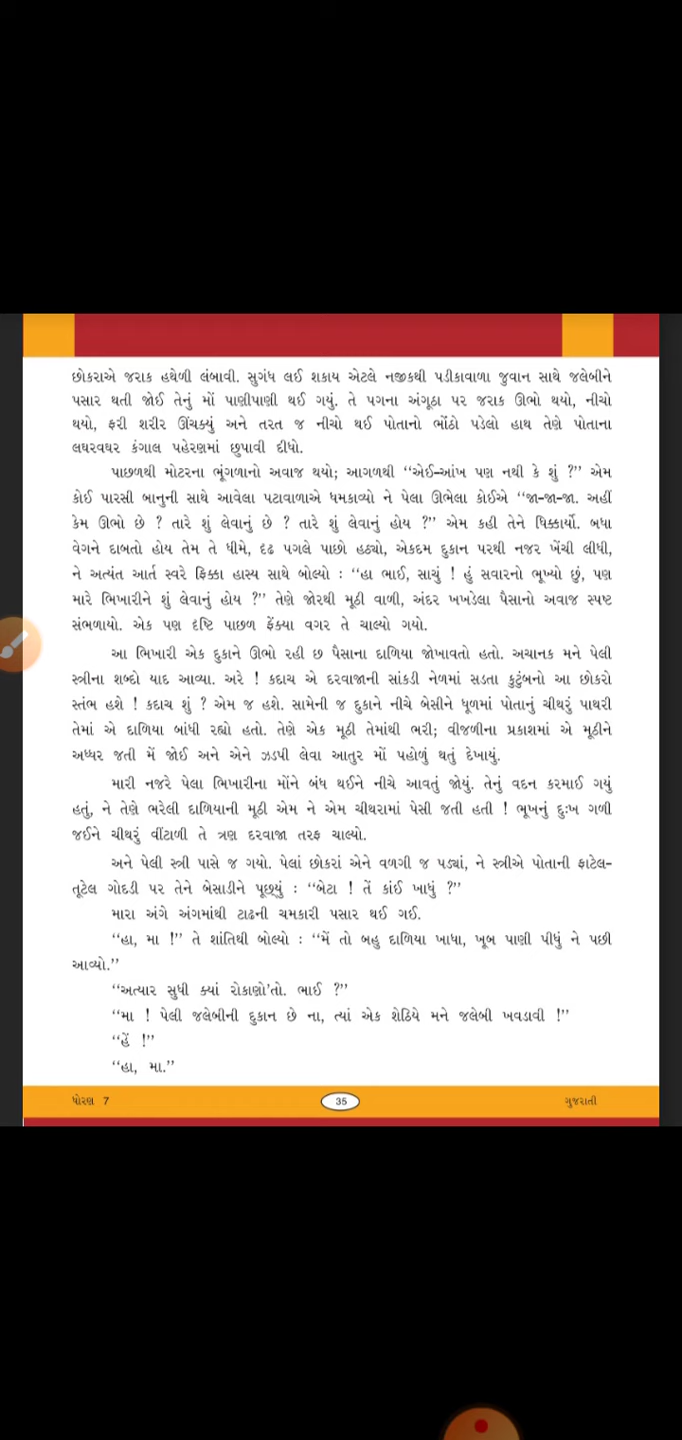 છોકરાએ જરાક હથેળી લંબાવી. સુગંધ લઈ શકાય એટલે નજીકથી પડીકાવાળા જુવાન સાથે જલેબીને
પસાર થતી જોઈ તેનું મોં પાણીપાણી થઈ ગયું. તે પગના અંગૂઠા પર જરાક ઊભો થયો, નીચો
થયો, ફરી શરીર ઊંચક્યું અને તરત જ નીચો થઈ પોતાનો ભોંઠો પડેલો હાથ તેણે પોતાના
લથરવથર કંગાલ પહેરણમાં છુપાવી દીધો.
પાછળથી મોટરના ભૂંગળાનો અવાજ થયો; આગળથી ‘‘એઈ–આંખ પણ નથી કે શું ?’’ એમ
કોઈ પારસી બાનુની સાથે આવેલા પટાવાળાએ ધમકાવ્યો ને પેલા ઊભેલા કોઈએ ‘‘જા–જા–જા. અહીં
કેમ ઊભો છે ? તારે શું લેવાનું છે ? તારે શું લેવાનું હોય ?’’ એમ કહી તેને ધિક્કાર્યો. બધા
વેગને દાબતો હોય તેમ તે ધીમે, દૃઢ પગલે પાછો હઠ્યો, એકદમ દુકાન પરથી નજર ખેંચી લીધી,
ને અત્યંત આર્ત સ્વરે ફિક્કા હાસ્ય સાથે બોલ્યો : ‘‘હા ભાઈ, સાચું ! હું સવારનો ભૂખ્યો છું, પણ
મારે ભિખારીને શું લેવાનું હોય ?’’ તેણે જોરથી મૂઠી વાળી, અંદર ખખડેલા પૈસાનો અવાજ સ્પષ્ટ
સંભળાયો. એક પણ દૃષ્ટિ પાછળ ફેંક્યા વગર તે ચાલ્યો ગયો.
આ ભિખારી એક દુકાને ઊભો રહી છ પૈસાના દાળિયા જોખાવતો હતો. અચાનક મને પેલી
સ્ત્રીના શબ્દો યાદ આવ્યા. અરે ! કદાચ એ દરવાજાની સાંકડી નેળમાં સડતા કુટુંબનો આ છોકરો
સ્તંભ હશે ! કદાચ શું ? એમ જ હશે. સામેની જ દુકાને નીચે બેસીને ધૂળમાં પોતાનું ચીથરું પાથરી
તેમાં એ દાળિયા બાંધી રહ્યો હતો. તેણે એક મૂઠી તેમાંથી ભરી; વીજળીના પ્રકાશમાં એ મૂઠીને
અધ્ધર જતી મેં જોઈ અને એને ઝડપી લેવા આતુર મોં પહોળું થતું દેખાયું.
મારી નજરે પેલા ભિખારીના મોંને બંધ થઈને નીચે આવતું જોયું. તેનું વદન કરમાઈ ગયું
હતું, ને તેણે ભરેલી દાળિયાની મૂઠી એમ ને એમ ચીથરામાં પેસી જતી હતી ! ભૂખનું દુઃખ ગળી
જઈને ચીથરું વીંટાળી તે ત્રણ દરવાજા તરફ ચાલ્યો.
અને પેલી સ્ત્રી પાસે જ ગયો. પેલાં છોકરાં એને વળગી જ પડ્યાં, ને સ્ત્રીએ પોતાની ફાટેલ–
તૂટેલ ગોદડી પર તેને બેસાડીને પૂછ્યું : ‘‘બેટા ! તેં કાંઈ ખાધું ?’’
મારા અંગે અંગમાંથી ટાઢની ચમકારી પસાર થઈ ગઈ.
‘‘હા, મા !’’ તે શાંતિથી બોલ્યો : ‘‘મેં તો બહુ દાળિયા ખાધા, ખૂબ પાણી પીધું ને પછી
આવ્યો.’’
‘‘અત્યાર સુધી ક્યાં રોકાણો’તો. ભાઈ ?’’
‘‘મા ! પેલી જલેબીની દુકાન છે ના, ત્યાં એક શેઠિયે મને જલેબી ખવડાવી !’’
‘‘હેં !’’
‘‘હા, મા.’’
ધોરણ 7
35
ગુજરાતી